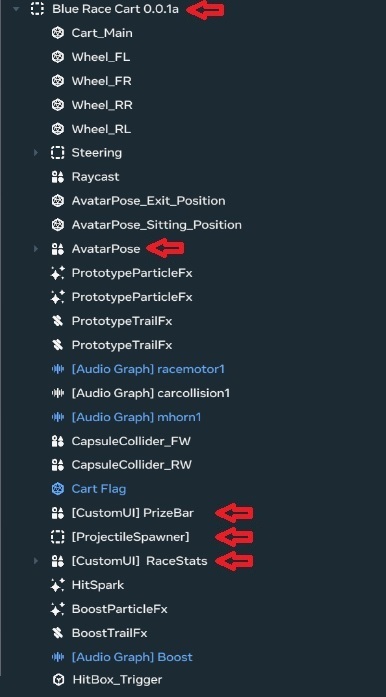 Blue Race Cart 0.0.1a
Cart_Main
Wheel_FL
Wheel_FR
Wheel_RR
Wheel_RL
Steering
Raycast
AvatarPose_Exit_Position
AvatarPose_Sitting_Position
AvatarPose
PrototypeParticleFx
PrototypeParticleFx
PrototypeTrailFx
PrototypeTrailFx
[Audio Graph] racemotor1
[Audio Graph] carcollision1
[Audio Graph] mhorn1
CapsuleCollider_FW
CapsuleCollider_RW
Cart Flag
[CustomUI] PrizeBar
[ProjectileSpawner]
[CustomUI] RaceStats
HitSpark
BoostParticleFx
BoostTrailFx
[Audio Graph] Boost
HitBox_Trigger